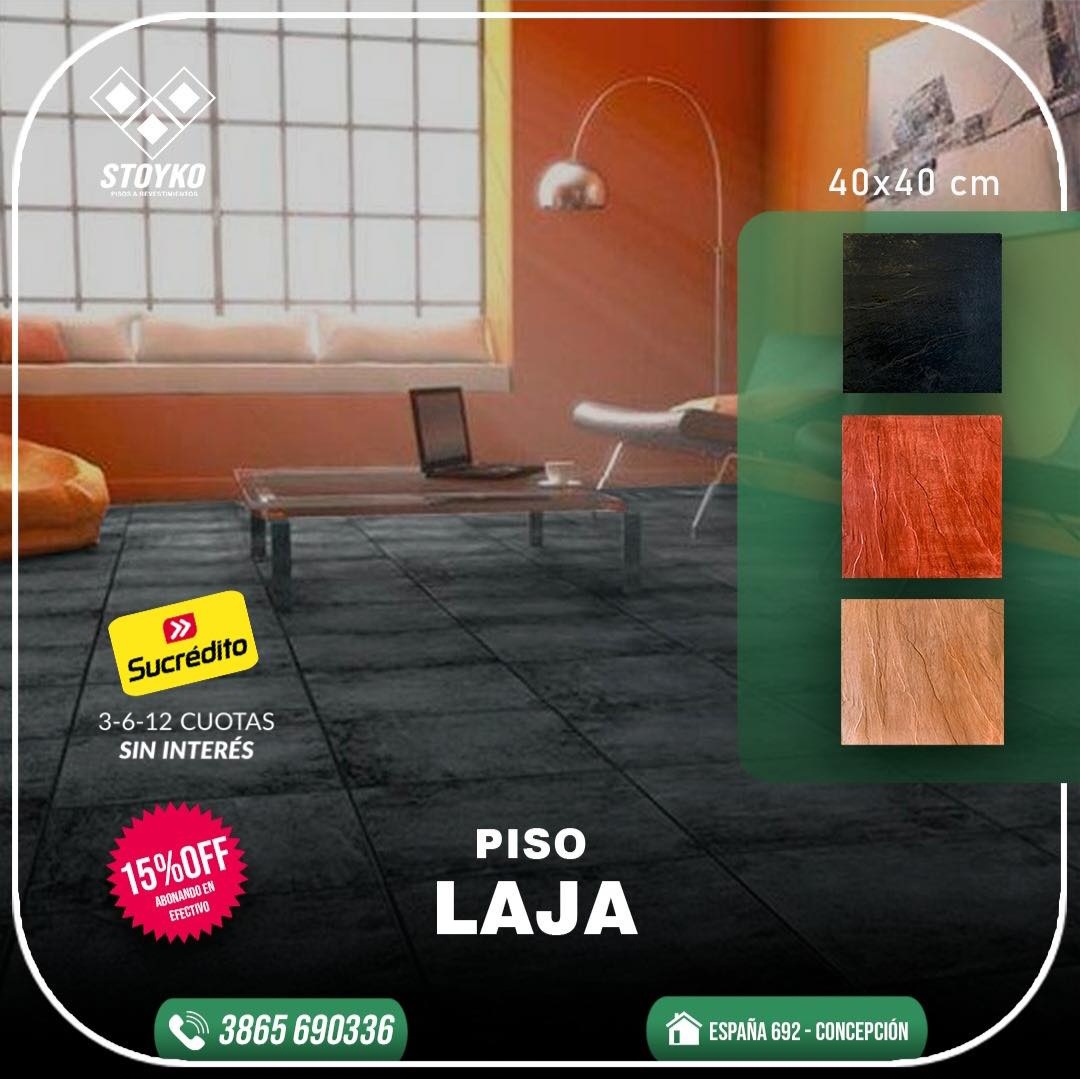 STOYKO
PISOS & REVESTIMIENTOS
40x40 cm
Sucrédito
3-6-12 CUOTAS
SIN INTERÉS
15%OFF
ABONANDO EN
EFECTIVO
PISO
LAJA
3865 690336
ESPAÑA 692 - CONCEPCIÓN